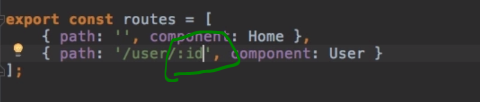 export const routes = [
{ path: '', component: Home },
{ path: '/user/:id', component: User }
];